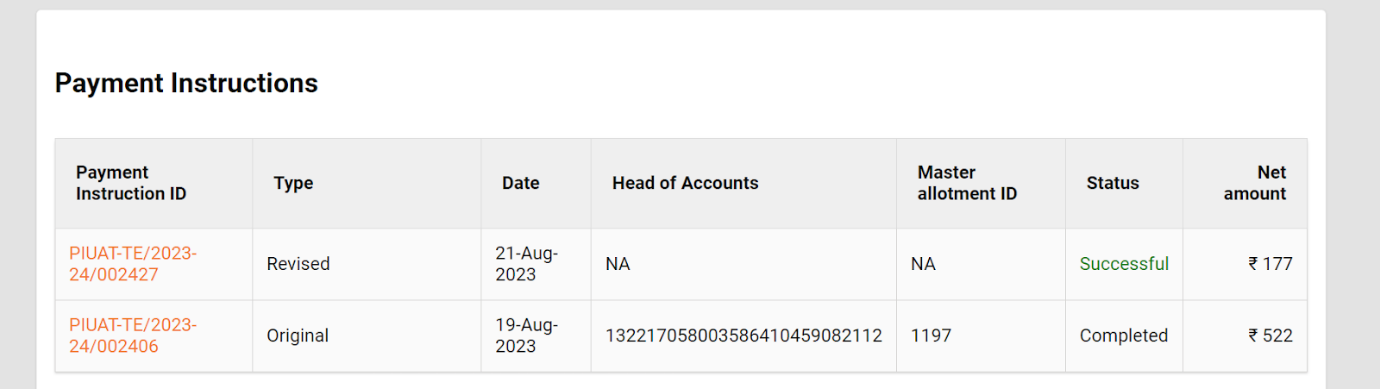 Payment Instructions
Payment
Instruction ID
Type
Date
Head of Accounts
Master
allotment ID
Status
Net
amount
PIUAT-TE/2023-
24/002427
Revised
21-Aug-
2023
NA
NA
Successful
₹ 177
PIUAT-TE/2023-
24/002406
Original
19-Aug-
2023
132217058003586410459082112
1197
Completed
₹ 522